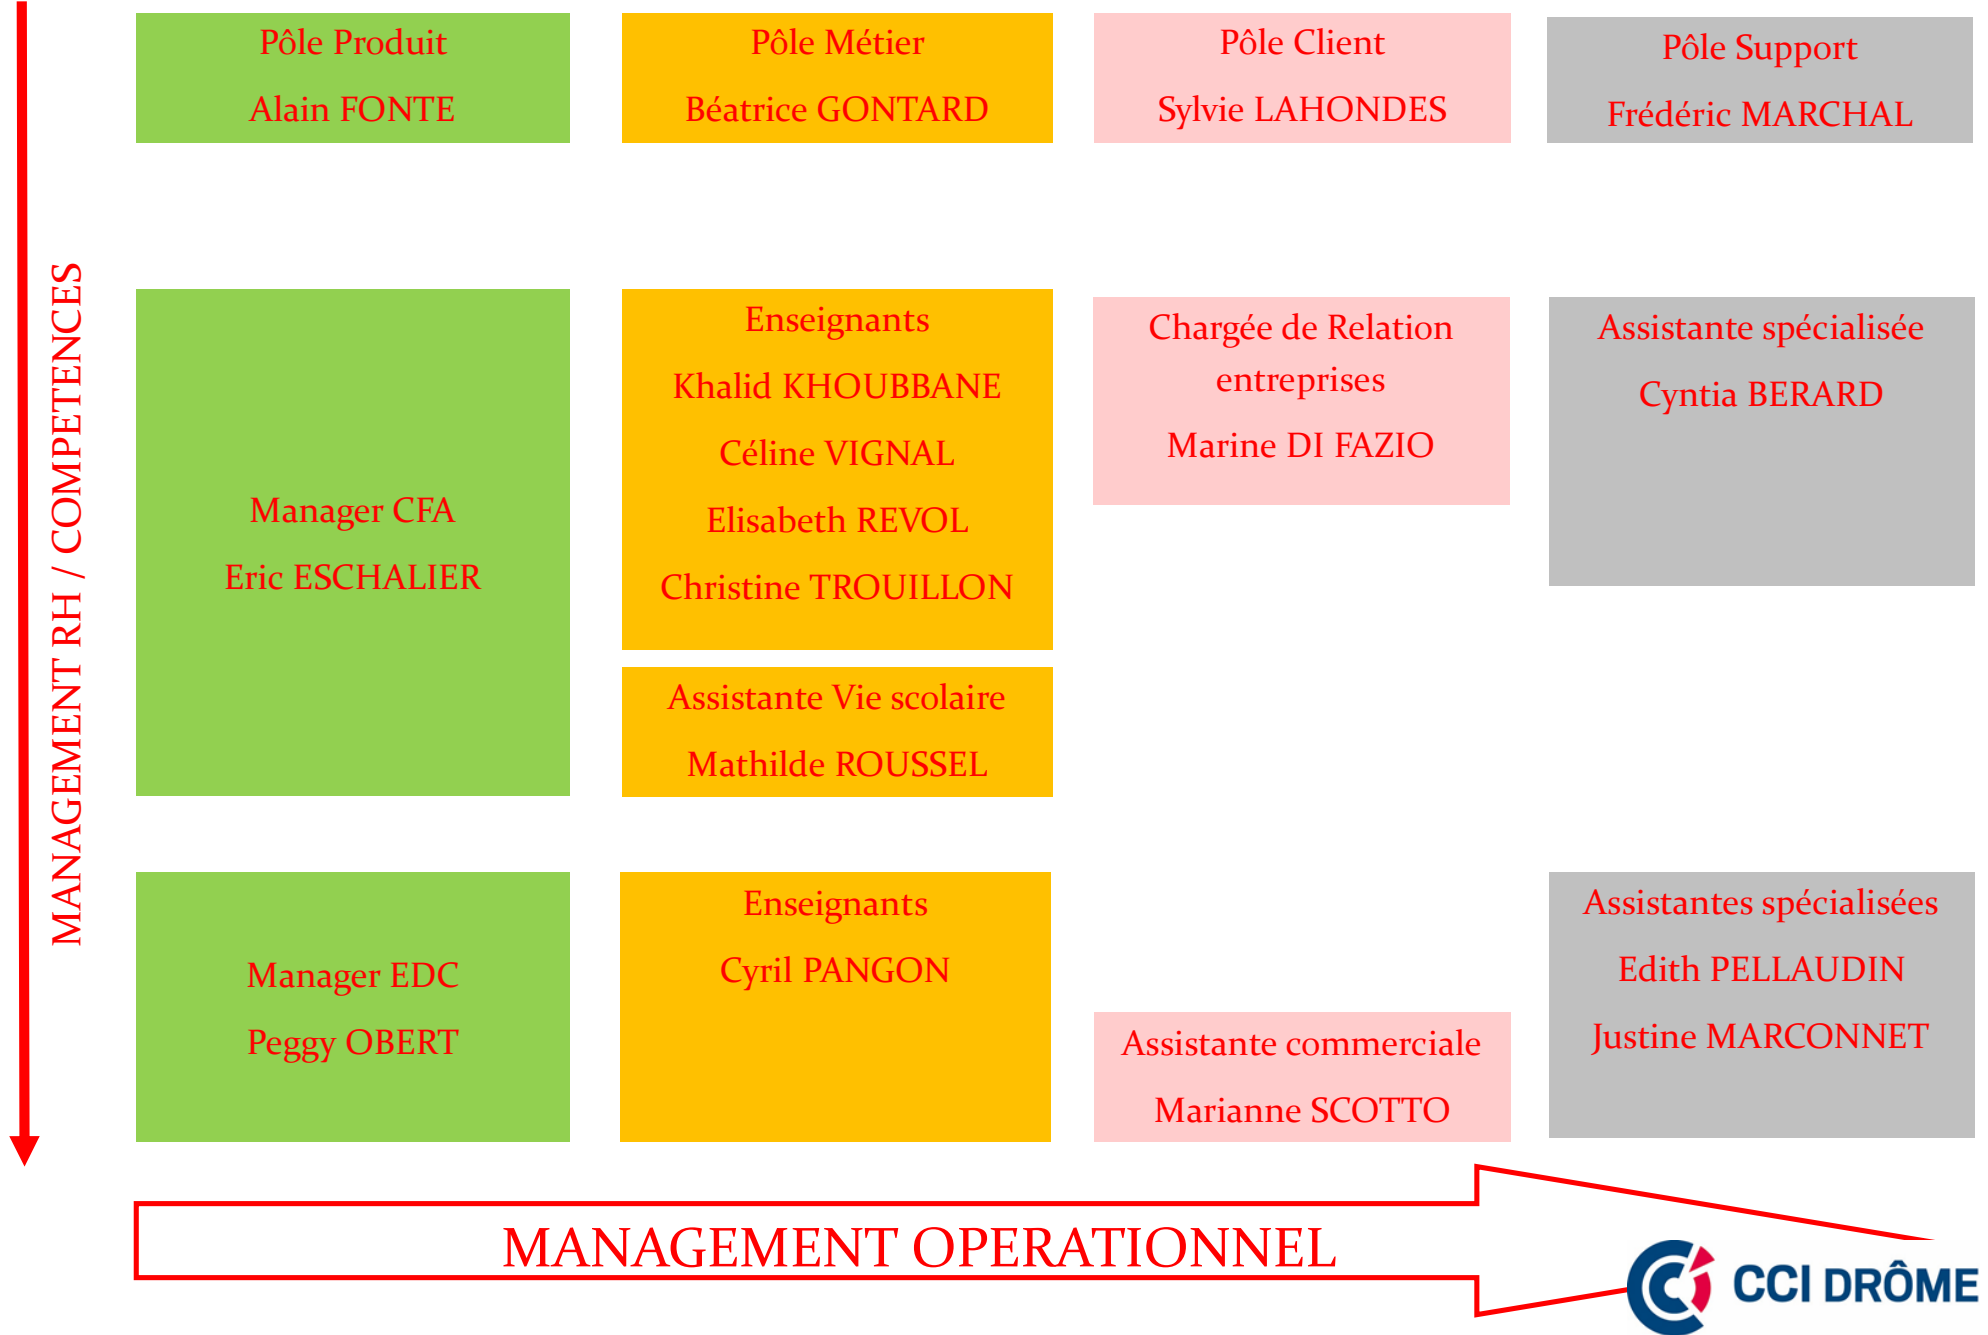 Pôle Produit
Alain FONTE
Pôle Métier
Béatrice GONTARD
Pôle Client
Sylvie LAHONDES
Pôle Support
Frédéric MARCHAL
MANAGEMENT RH / COMPETENCES
Manager CFA
Eric ESCHALIER
Enseignants
Khalid KHOUBBANE
Céline VIGNAL
Elisabeth REVOL
Christine TROUILLON
Assistante Vie scolaire
Mathilde ROUSSEL
Chargée de Relation
entreprises
Marine DI FAZIO
Assistante spécialisée
Cyntia BERARD
Manager EDC
Peggy OBERT
Enseignants
Cyril PANGON
Assistante commerciale
Marianne SCOTTO
Assistantes spécialisées
Edith PELLAUDIN
Justine MARCONNET
MANAGEMENT OPERATIONNEL
CCI DRÔME